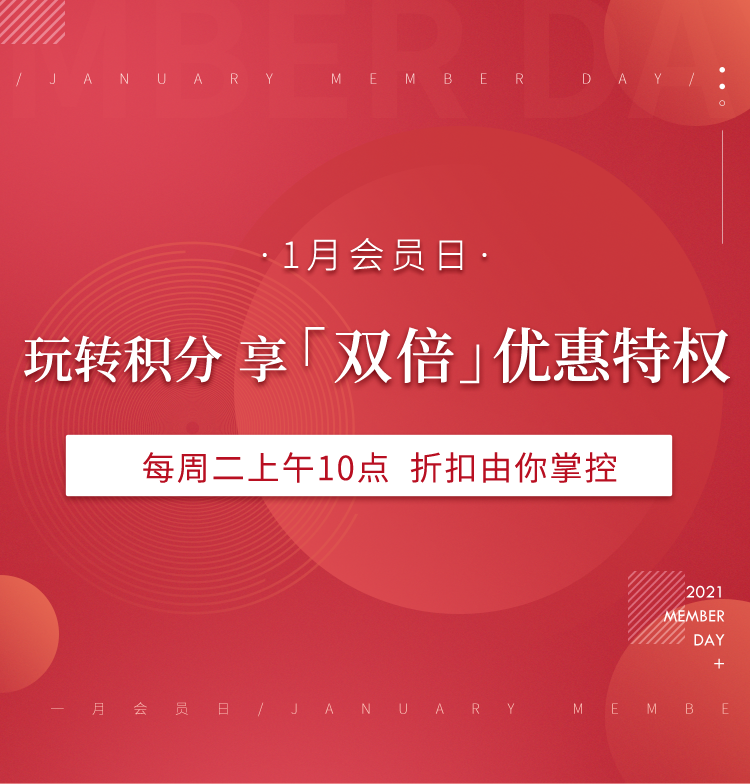 MBER DA
/JANUARY MEMBER DAY/
·1月会员日·
玩转积分 享「双倍」优惠特权
每周二上午10点 折扣由你掌控
2021
MEMBER
DAY
+
一月会员日/JANUARY MEMBE